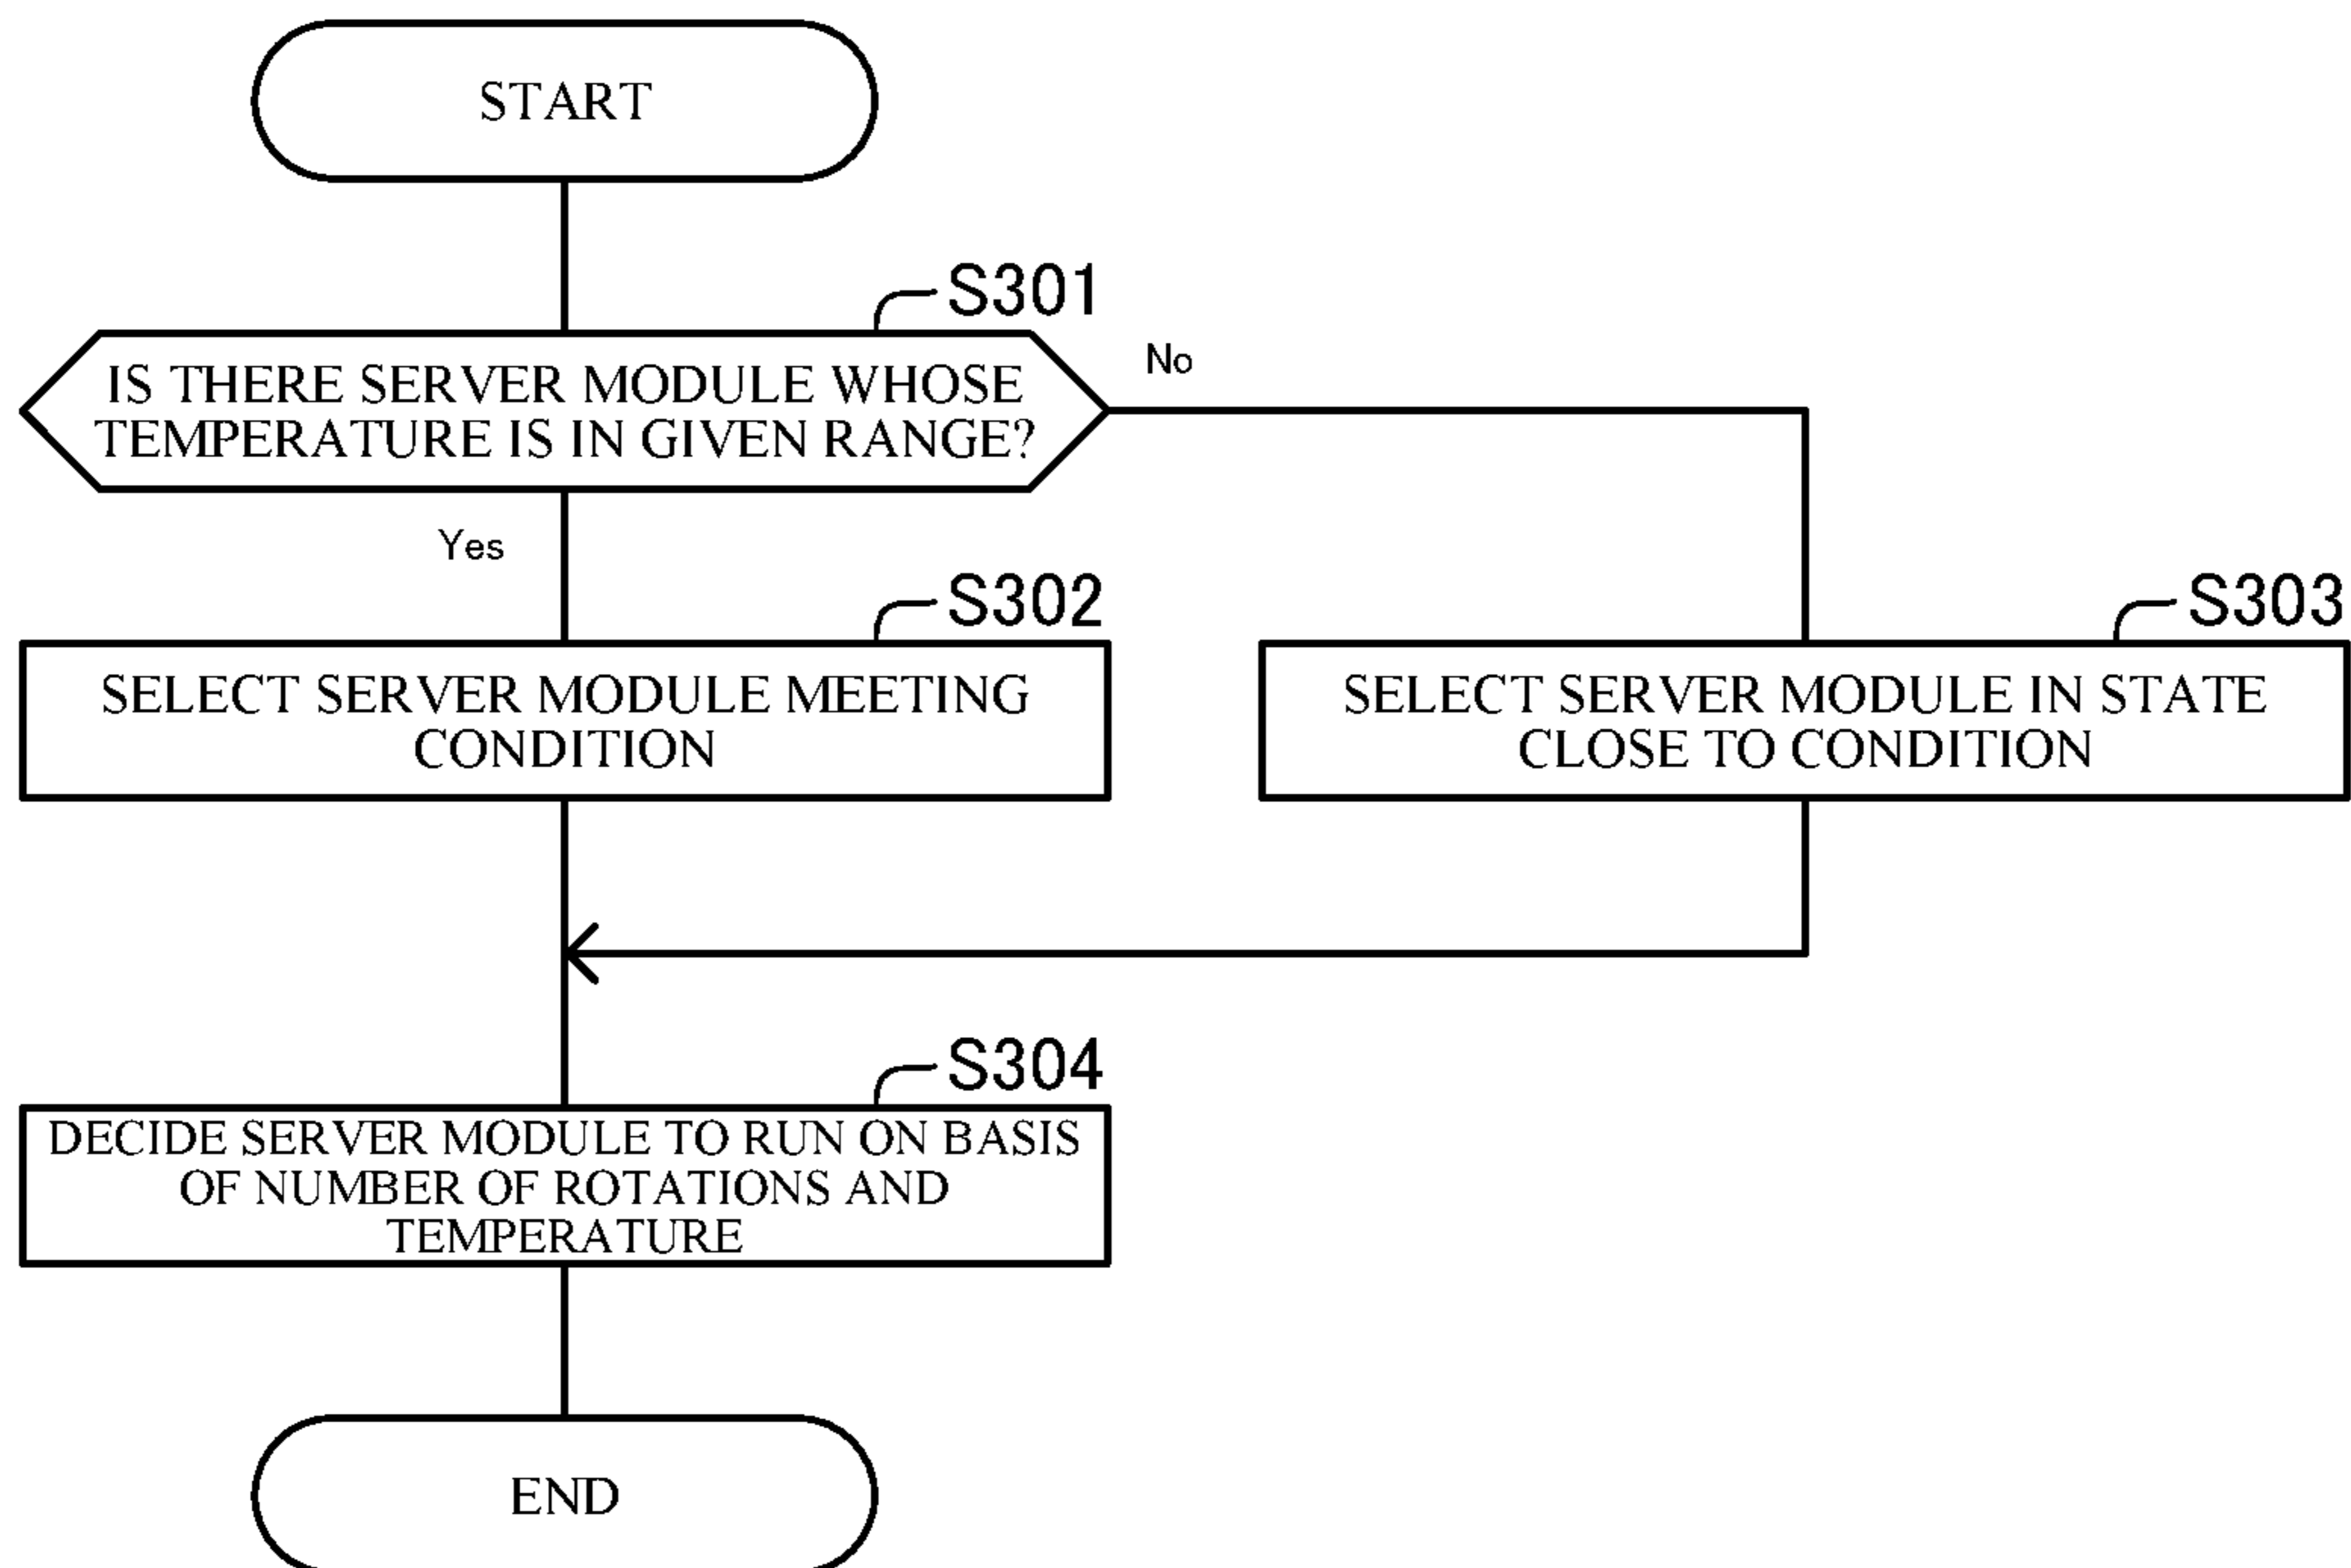 START
S301
IS THERE SERVER MODULE WHOSE
TEMPERATURE IS IN GIVEN RANGE?
No
Yes
S302
SELECT SERVER MODULE MEETING
CONDITION
S303
SELECT SERVER MODULE IN STATE
CLOSE TO CONDITION
S304
DECIDE SERVER MODULE TO RUN ON BASIS
OF NUMBER OF ROTATIONS AND
TEMPERATURE
END